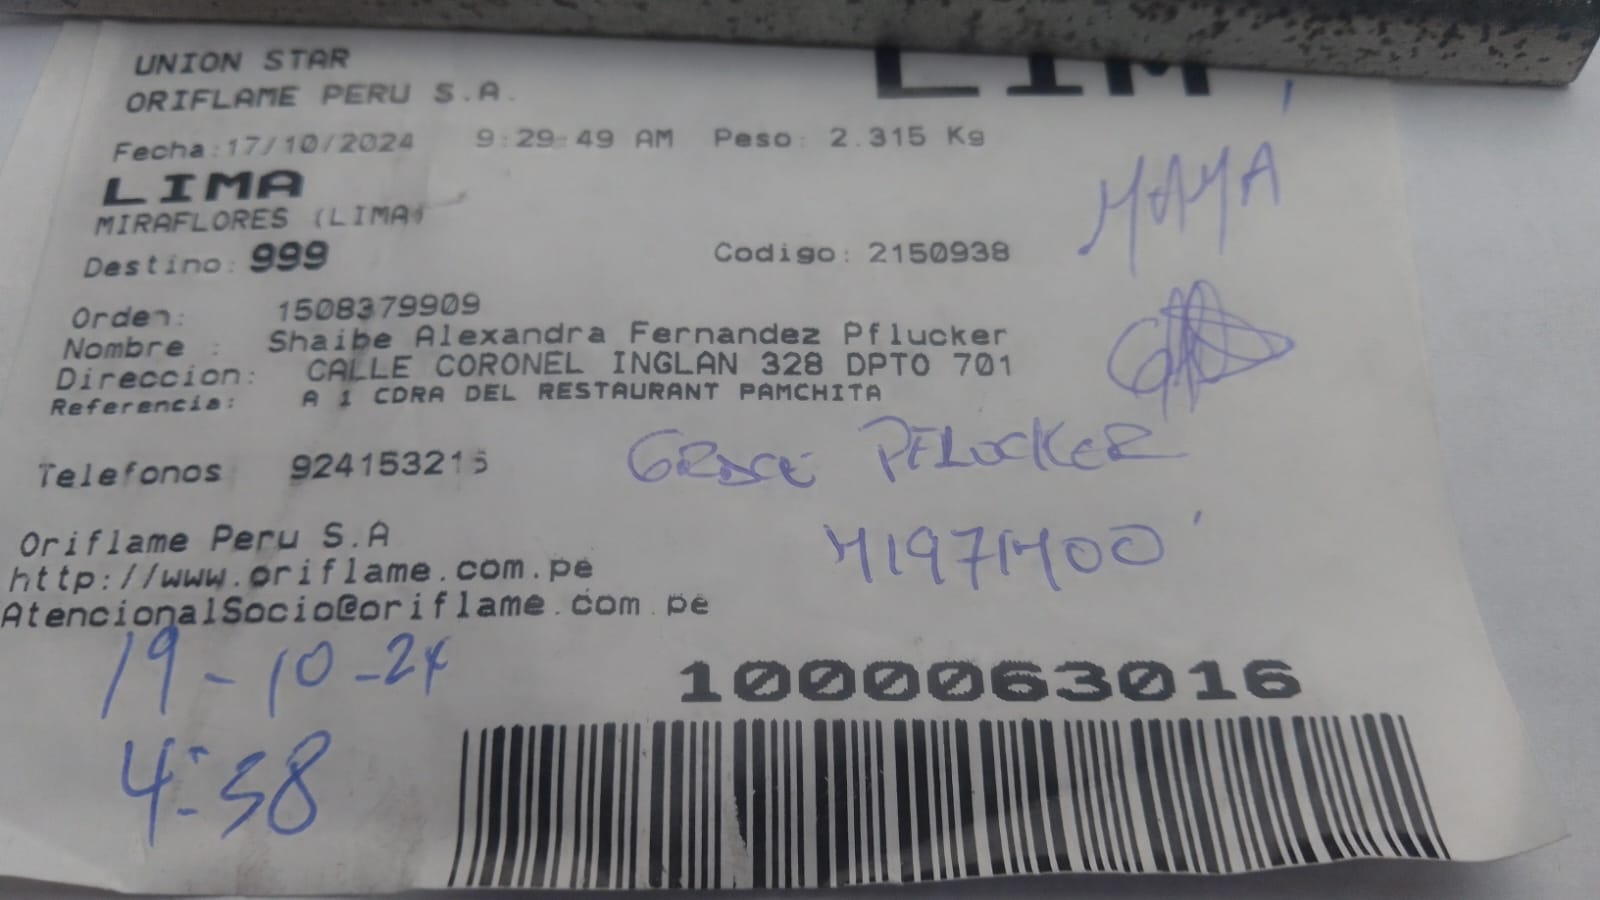 UNION STAR
LIM
ORIFLAME PERU S.A.
Fecha:17/10/2024 9:29:49 AM Peso: 2.315 Kg
LIMA
MIRAFLORES (LIMA)
MAMA
Destino: 999 Codigo: 2150938
Orden: 1508379909
Nombre : Shaibe Alexandra Fernandez Pflucker
Direccion: CALLE CORONEL INGLAN 328 DPTO 701
Referencia: A 1 CDRA DEL RESTAURANT PAMCHITA
GRACE PFLUCKER
Telefonos 924153215
Oriflame Peru S.A
41971400
http://www.oriflame.com.pe
AtencionalSocio@oriflame.com.pe
19-10-24
1000063016
4:58